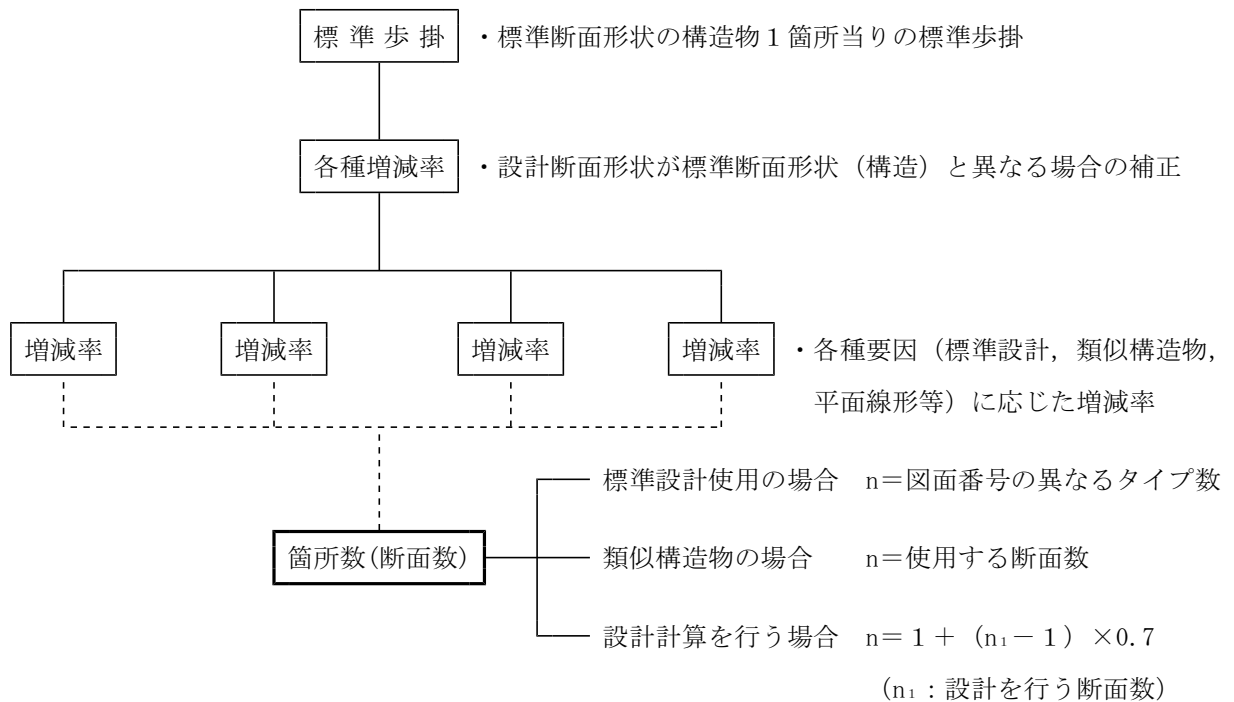 標 準 歩 掛 ・標準断面形状の構造物１箇所当りの標準歩掛
各種増減率 ・設計断面形状が標準断面形状（構造）と異なる場合の補正
増減率 増減率 増減率 増減率 ・各種要因（標準設計，類似構造物，
平面線形等）に応じた増減率
標準設計使用の場合 n＝図面番号の異なるタイプ数
箇所数(断面数) 類似構造物の場合 n＝使用する断面数
設計計算を行う場合 n＝１＋（n₁－１）×0.7
（n₁：設計を行う断面数）